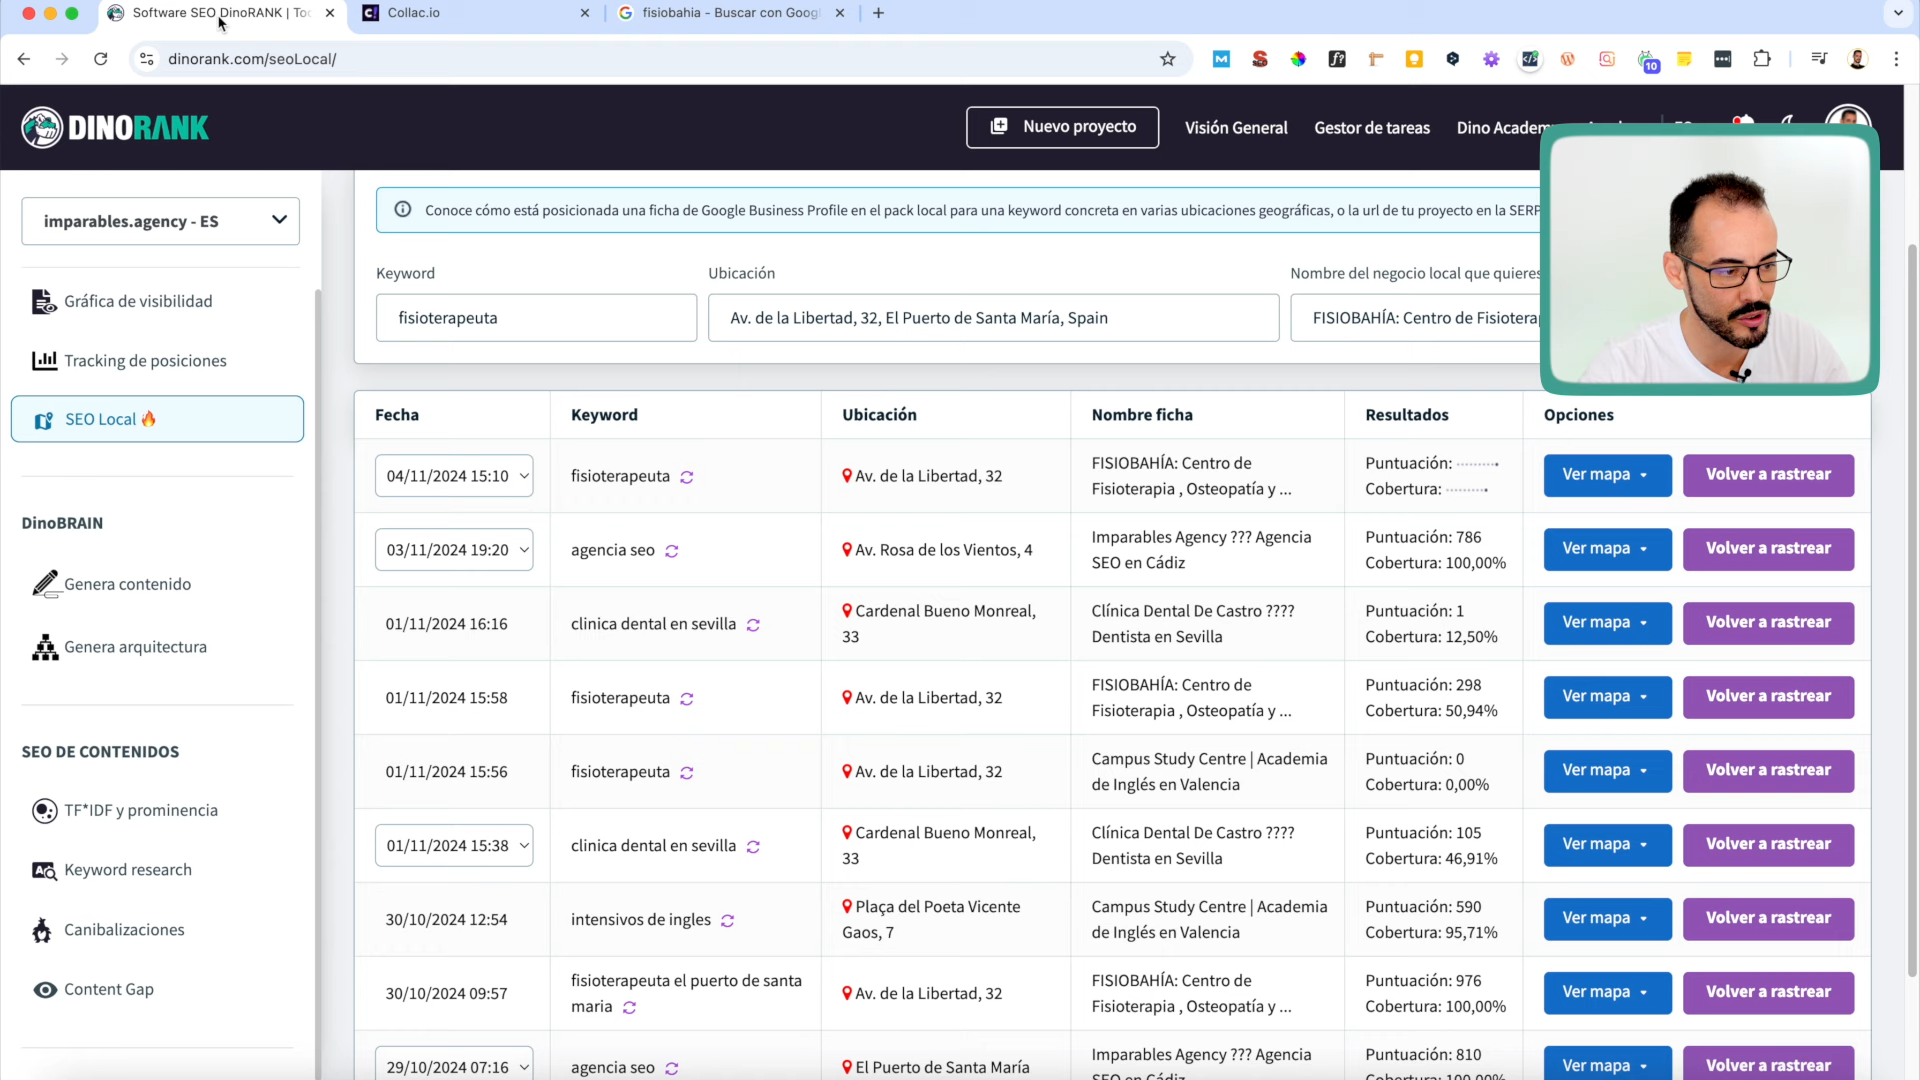 Software SEO DinoRANK | Too
Collac.io
fisiobahia - Buscar con Googl
dinorank.com/seoLocal/
10
DINORANK
Nuevo proyecto
Visión General
Gestor de tareas
Dino Academy
imparables.agency - ES
Gráfica de visibilidad
Tracking de posiciones
SEO Local
DinoBRAIN
Genera contenido
Genera arquitectura
SEO DE CONTENIDOS
TF*IDF y prominencia
Keyword research
Canibalizaciones
Content Gap
Conoce cómo está posicionada una ficha de Google Business Profile en el pack local para una keyword concreta en varias ubicaciones geográficas, o la url de tu proyecto en la SERP
Keyword
Ubicación
Nombre del negocio local que quieres
fisioterapeuta
Av. de la Libertad, 32, El Puerto de Santa María, Spain
FISIOBAHÍA: Centro de Fisiotera
Fecha
Keyword
Ubicación
Nombre ficha
Resultados
Opciones
04/11/2024 15:10
fisioterapeuta
Av. de la Libertad, 32
FISIOBAHÍA: Centro de
Fisioterapia , Osteopatía y ...
Puntuación:
Cobertura:
Ver mapa
Volver a rastrear
03/11/2024 19:20
agencia seo
Av. Rosa de los Vientos, 4
Imparables Agency ??? Agencia
SEO en Cádiz
Puntuación: 786
Cobertura: 100,00%
Ver mapa
Volver a rastrear
01/11/2024 16:16
clinica dental en sevilla
Cardenal Bueno Monreal,
33
Clínica Dental De Castro ????
Dentista en Sevilla
Puntuación: 1
Cobertura: 12,50%
Ver mapa
Volver a rastrear
01/11/2024 15:58
fisioterapeuta
Av. de la Libertad, 32
FISIOBAHÍA: Centro de
Fisioterapia , Osteopatía y ...
Puntuación: 298
Cobertura: 50,94%
Ver mapa
Volver a rastrear
01/11/2024 15:56
fisioterapeuta
Av. de la Libertad, 32
Campus Study Centre | Academia
de Inglés en Valencia
Puntuación: 0
Cobertura: 0,00%
Ver mapa
Volver a rastrear
01/11/2024 15:38
clinica dental en sevilla
Cardenal Bueno Monreal,
33
Clínica Dental De Castro ????
Dentista en Sevilla
Puntuación: 105
Cobertura: 46,91%
Ver mapa
Volver a rastrear
30/10/2024 12:54
intensivos de ingles
Plaça del Poeta Vicente
Gaos, 7
Campus Study Centre | Academia
de Inglés en Valencia
Puntuación: 590
Cobertura: 95,71%
Ver mapa
Volver a rastrear
30/10/2024 09:57
fisioterapeuta el puerto de santa
maria
Av. de la Libertad, 32
FISIOBAHÍA: Centro de
Fisioterapia , Osteopatía y ...
Puntuación: 976
Cobertura: 100,00%
Ver mapa
Volver a rastrear
29/10/2024 07:16
agencia seo
El Puerto de Santa María
Imparables Agency ??? Agencia
SEO en Cádiz
Puntuación: 810
Cobertura: 100,00%
Ver mapa
Volver a rastrear